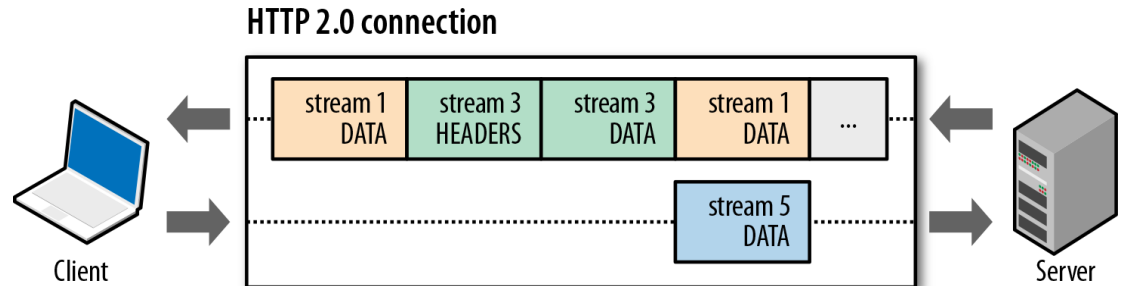 HTTP 2.0 connection
stream 1
DATA
stream 3
HEADERS
stream 3
DATA
stream 1
DATA
...
stream 5
DATA
Client
Server